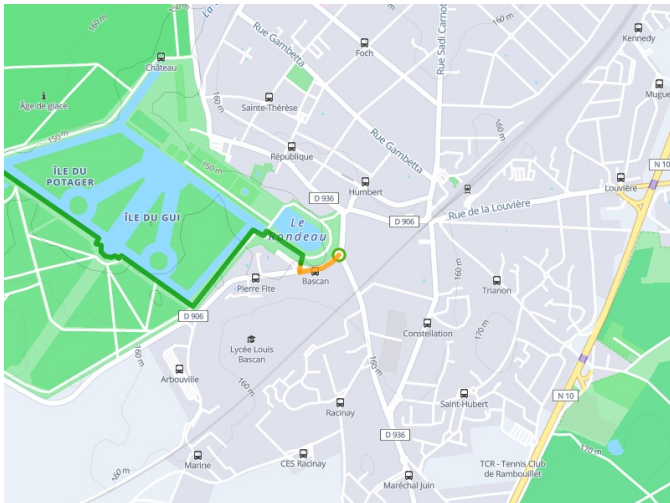 150 m
160 m
Rue Gambetta
Rue Sadi Carnot
Kennedy
Foch
Château
Mugue
Âge de glace
160 m
Sainte-Thérèse
160 m
150 m
Rue Gambetta
République
150 m
N 10
ÎLE DU
POTAGER
Humbert
Louvière
D 936
ÎLE DU GUI
D 906
Rue de la Louvière
Le
Rondeau
160 m
Pierre Fite
Bascan
Trianon
D 906
Constellation
170 m
Lycée Louis
Bascan
160 m
160 m
Arbouville
160 m
N 10
Racinay
Saint-Hubert
D 936
170 m
Marine
CES Racinay
TCR - Tennis Club
de Rambouillet
160 m
Maréchal Juin